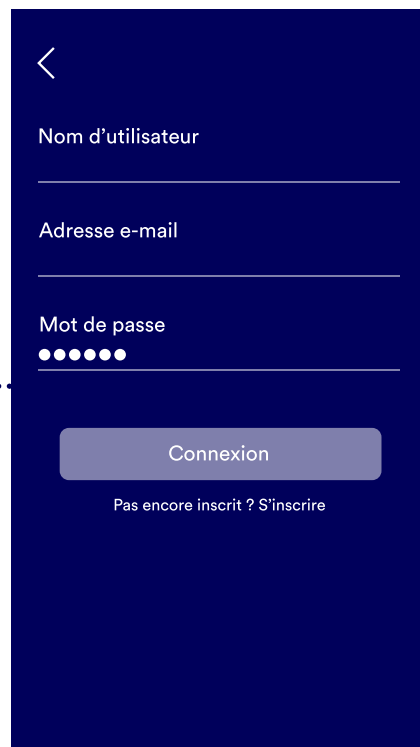 Nom d’utilisateur
Adresse e-mail
Mot de passe
●●●●●●
Connexion
Pas encore inscrit ? S’inscrire